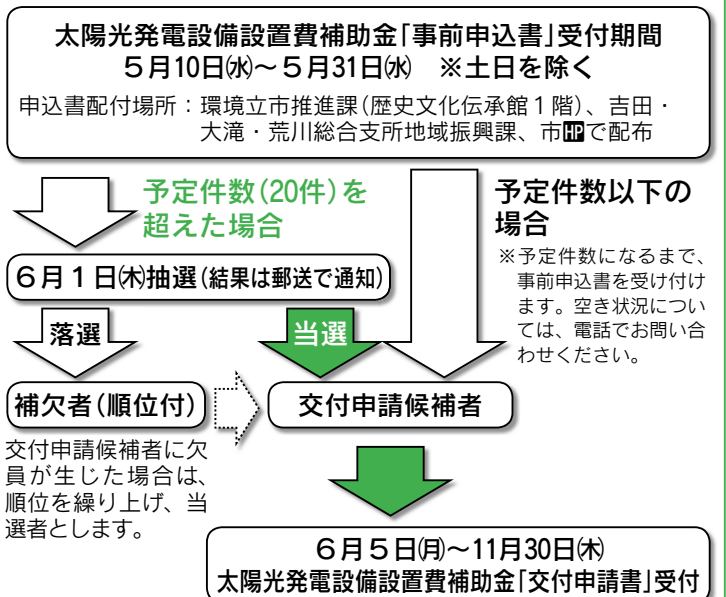 太陽光発電設備設置費補助金「事前申込書」受付期間
5月10日㈬～5月31日㈬　※土日を除く
申込書配付場所：環境立市推進課(歴史文化伝承館1階)、吉田・
大滝・荒川総合支所地域振興課、市HPで配布
予定件数(20件)を
超えた場合
予定件数以下の
場合
※予定件数になるまで、
事前申込書を受け付け
ます。空き状況につい
ては、電話でお問い合
わせください。
6月1日㈭抽選(結果は郵送で通知)
落選
当選
補欠者(順位付)
交付申請候補者
交付申請候補者に欠
員が生じた場合は、
順位を繰り上げ、当
選者とします。
6月5日㈪～11月30日㈭
太陽光発電設備設置費補助金「交付申請書」受付